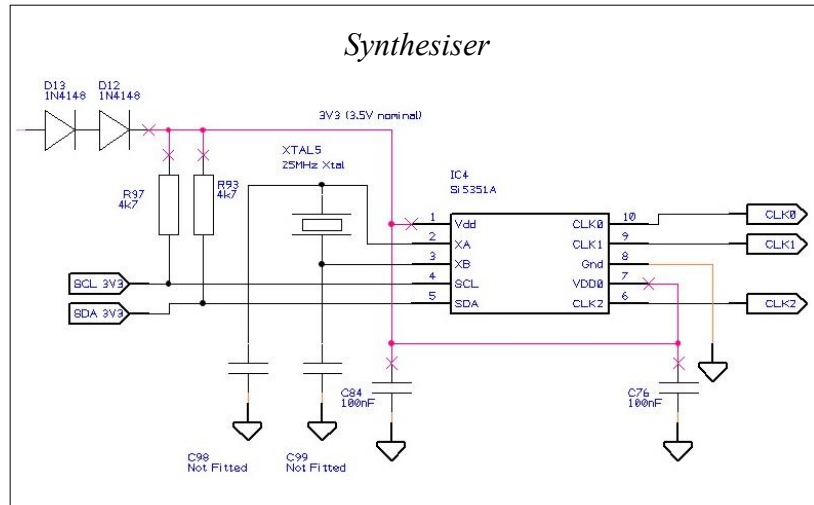 Synthesiser
D13
1N4148
D12
1N4148
3V3 (3.5V nominal)
XTAL5
25MHz Xtal
IC4
Si5351A
R97
4k7
R93
4k7
1
Vdd
2
XA
3
XB
4
SCL
5
SDA
CLK0
10
CLK1
9
Gnd
8
VDD0
7
CLK2
6
CLK0
CLK1
CLK2
SCL 3V3
SDA 3V3
C84
100nF
C76
100nF
C98
Not Fitted
C99
Not Fitted